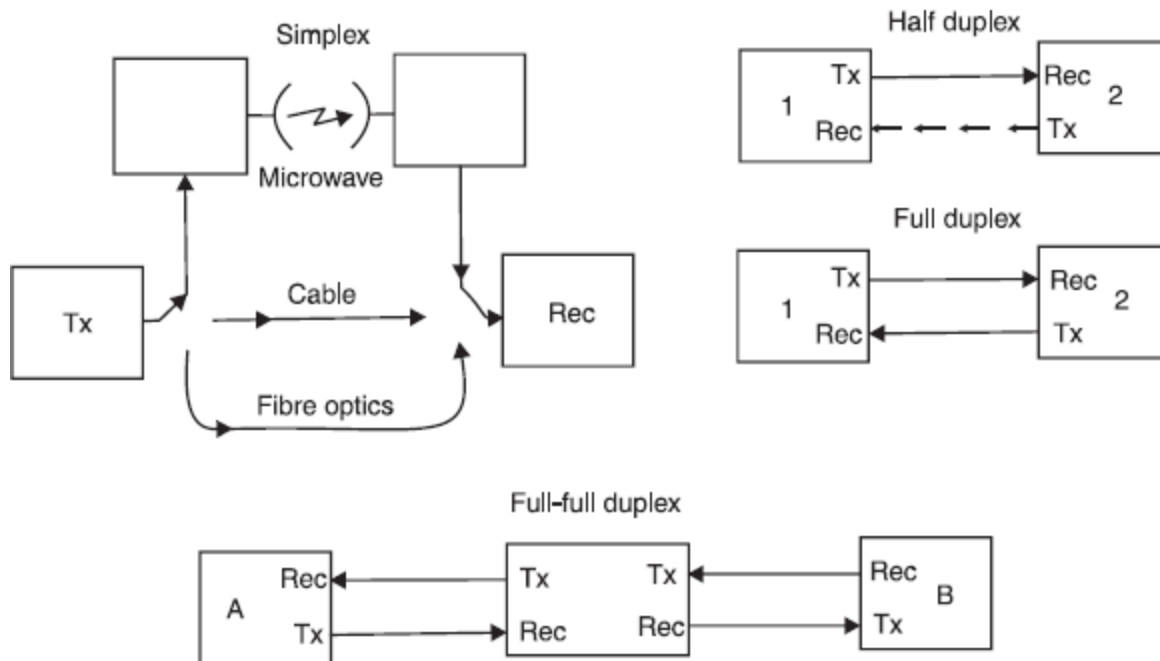 Simplex
Microwave
Tx
Cable
Rec
Fibre optics
Half duplex
Tx
Rec
1
2
Rec
Tx
Full duplex
Tx
Rec
1
2
Rec
Tx
Full-full duplex
Rec
Tx
Tx
Rec
A
B
Tx
Rec
Rec
Tx